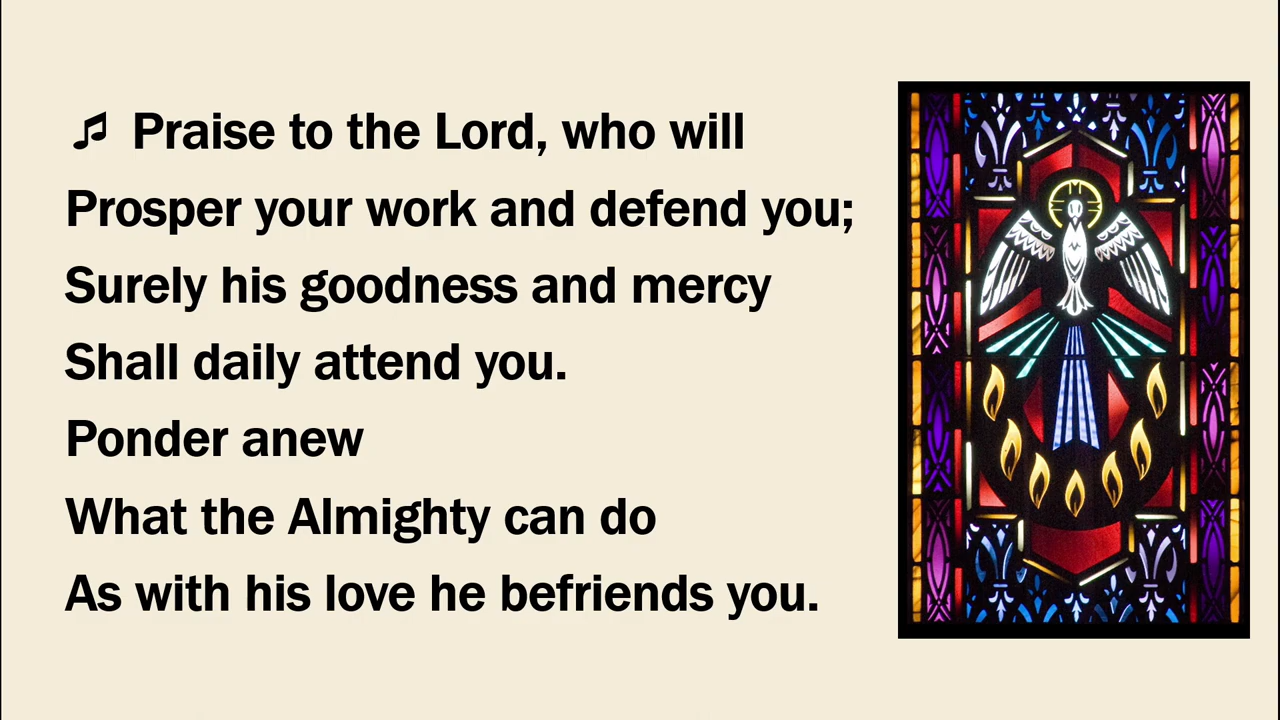 ♫ Praise to the Lord, who will
Prosper your work and defend you;
Surely his goodness and mercy
Shall daily attend you.
Ponder anew
What the Almighty can do
As with his love he befriends you.